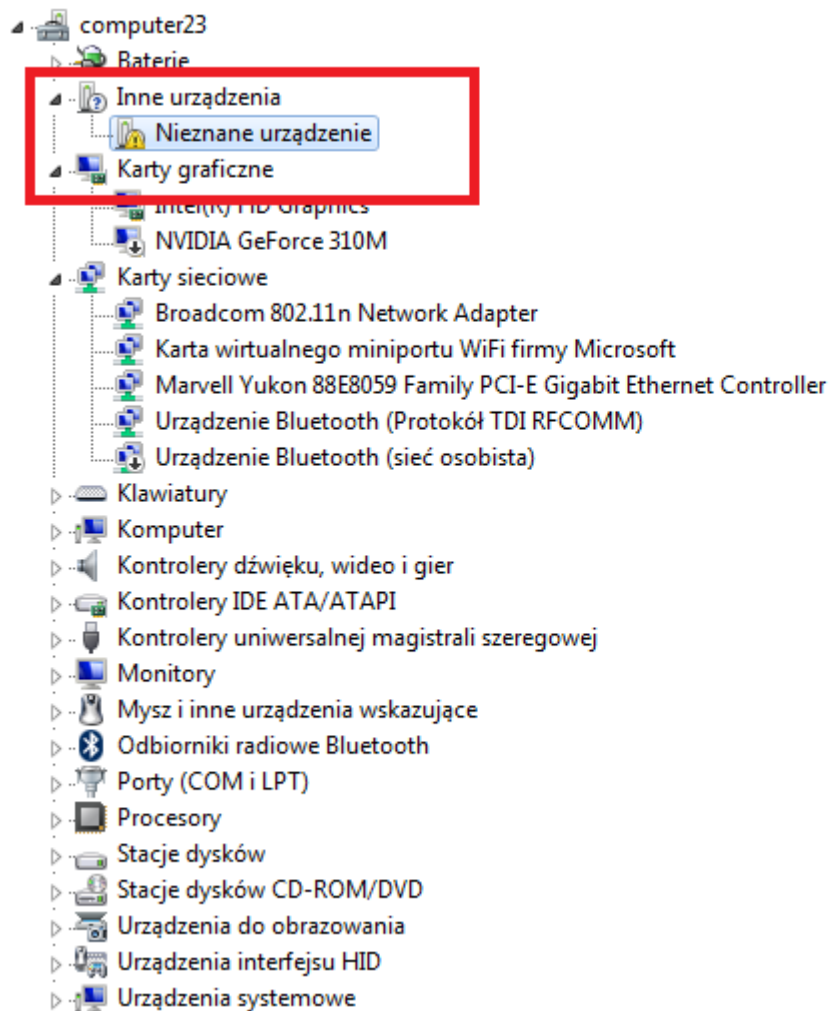 computer23
Baterie
Inne urządzenia
Nieznane urządzenie
Karty graficzne
Intel(R) HD Graphics
NVIDIA GeForce 310M
Karty sieciowe
Broadcom 802.11n Network Adapter
Karta wirtualnego miniportu WiFi firmy Microsoft
Marvell Yukon 88E8059 Family PCI-E Gigabit Ethernet Controller
Urządzenie Bluetooth (Protokół TDI RFCOMM)
Urządzenie Bluetooth (sieć osobista)
Klawiatury
Komputer
Kontrolery dźwięku, wideo i gier
Kontrolery IDE ATA/ATAPI
Kontrolery uniwersalnej magistrali szeregowej
Monitory
Mysz i inne urządzenia wskazujące
Odbiorniki radiowe Bluetooth
Porty (COM i LPT)
Procesory
Stacje dysków
Stacje dysków CD-ROM/DVD
Urządzenia do obrazowania
Urządzenia interfejsu HID
Urządzenia systemowe